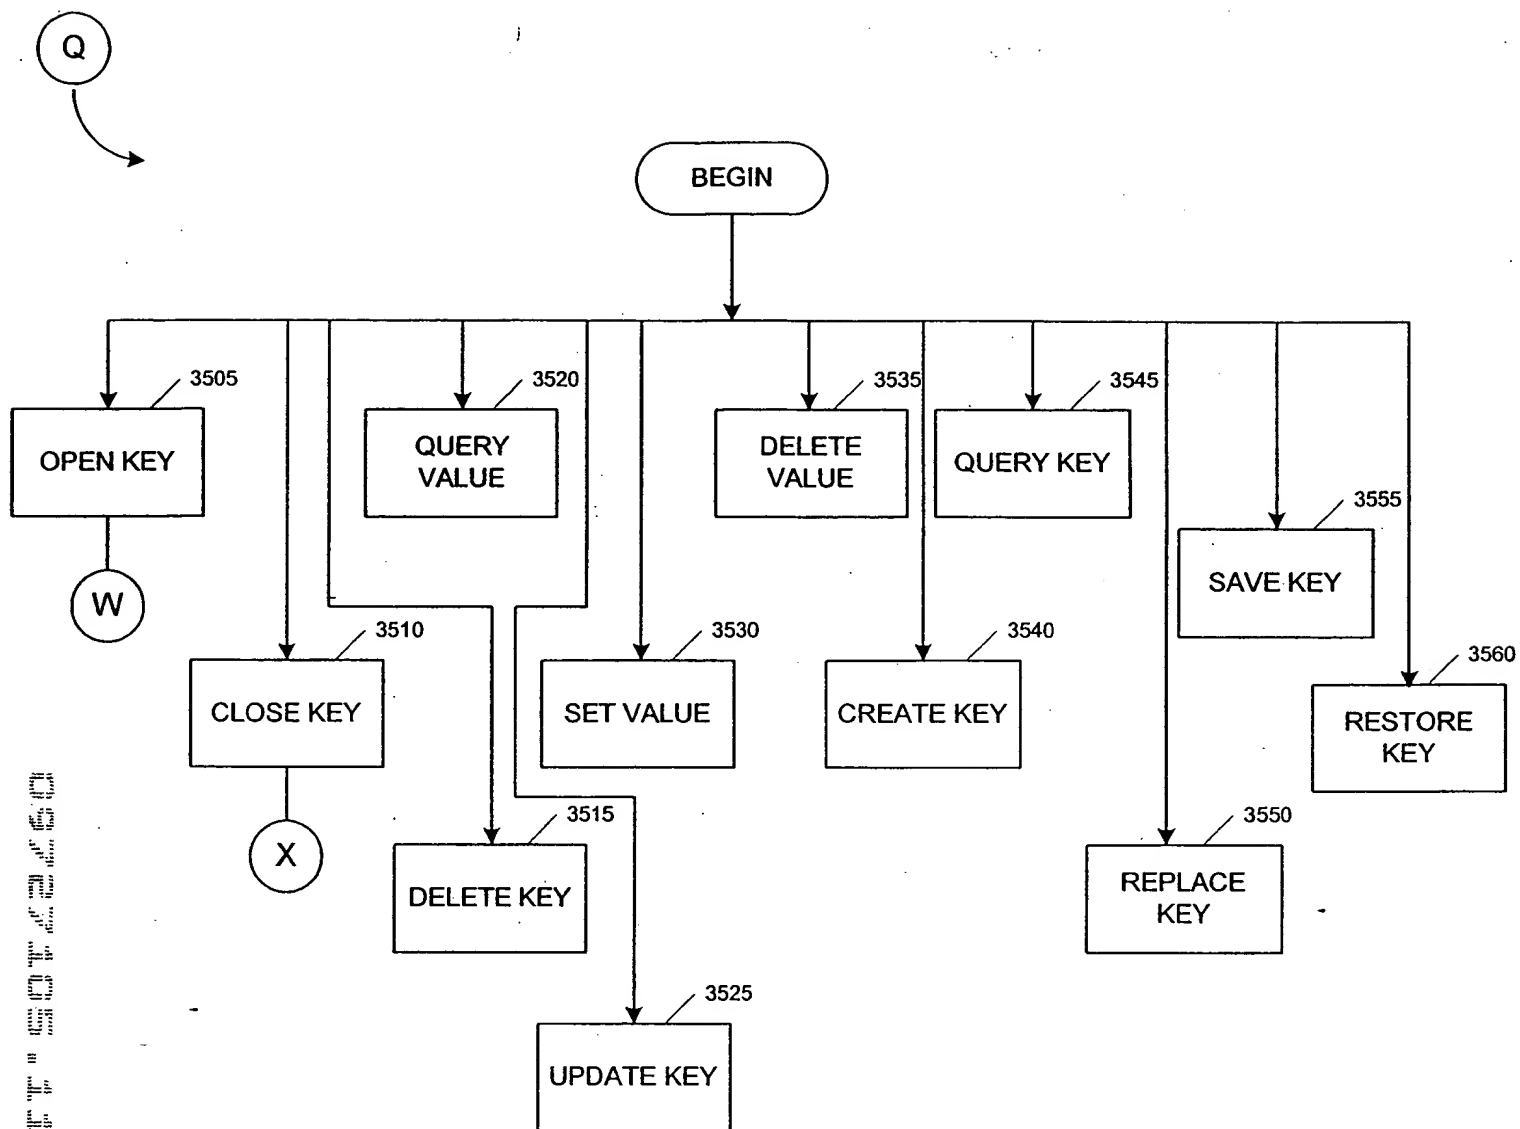 Q
BEGIN
3505
OPEN KEY
W
3520
QUERY
VALUE
3535
DELETE
VALUE
3545
QUERY KEY
3555
SAVE KEY
3510
CLOSE KEY
X
3530
SET VALUE
3540
CREATE KEY
3560
RESTORE
KEY
3515
DELETE KEY
3550
REPLACE
KEY
3525
UPDATE KEY